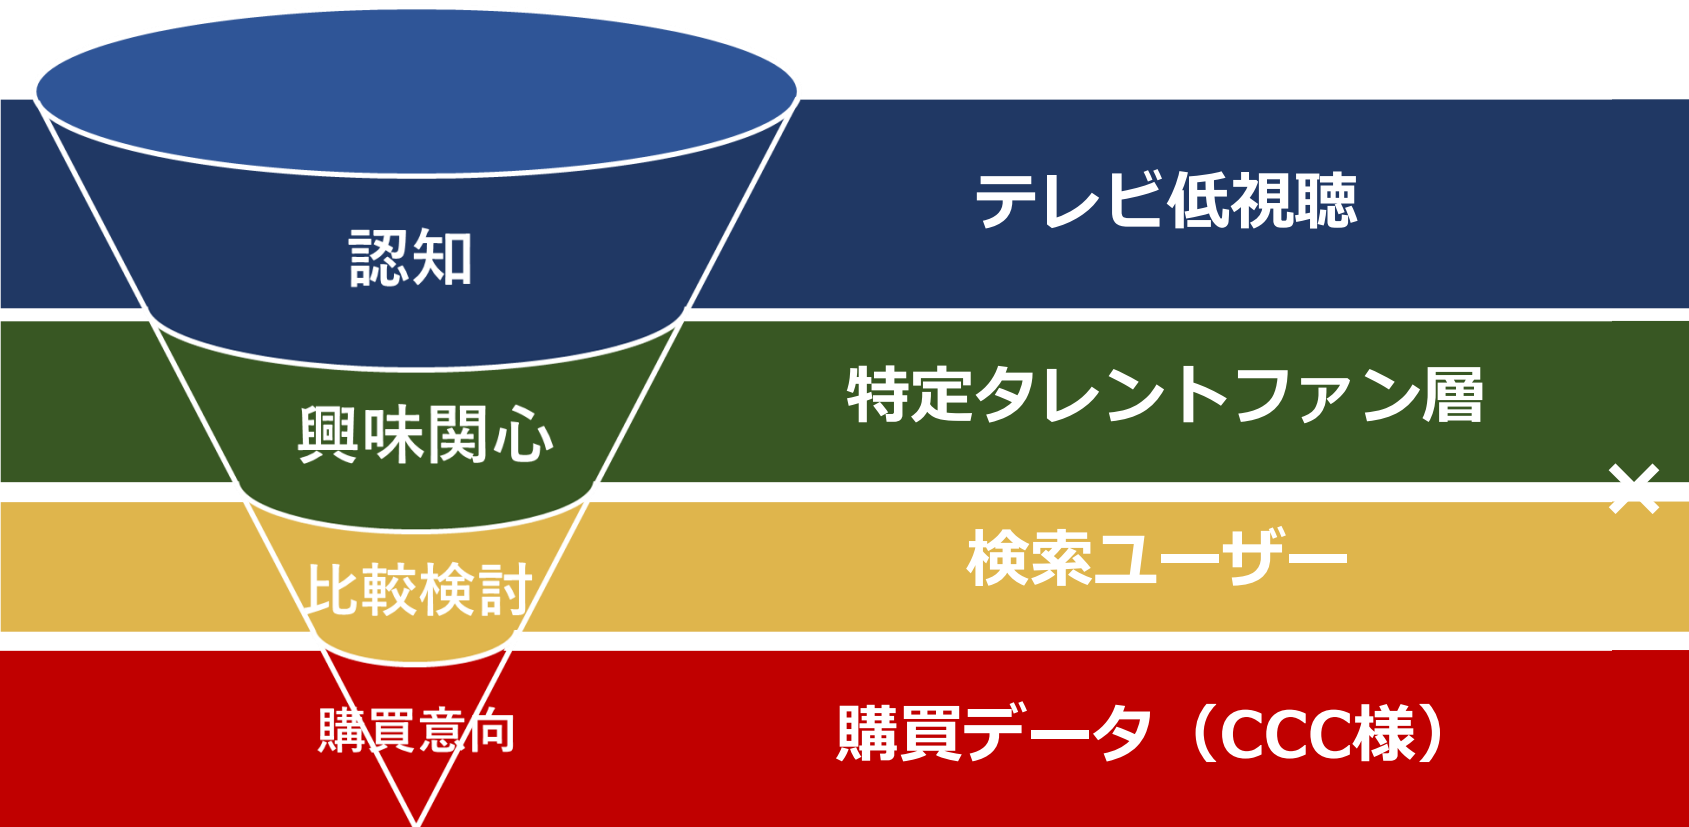 テレビ低視聴
認知
特定タレントファン層
興味関心
×
検索ユーザー
比較検討
購買データ（CCC様）
購買意向